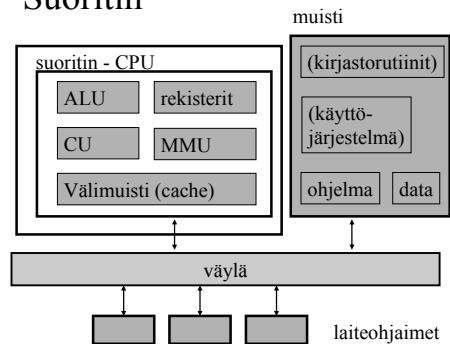 Suoritin
muisti
suoritin - CPU
ALU
rekisterit
CU
MMU
Välimuisti (cache)
(kirjastorutiinit)
(käyttö-
järjestelmä)
ohjelma
data
väylä
laiteohjaimet